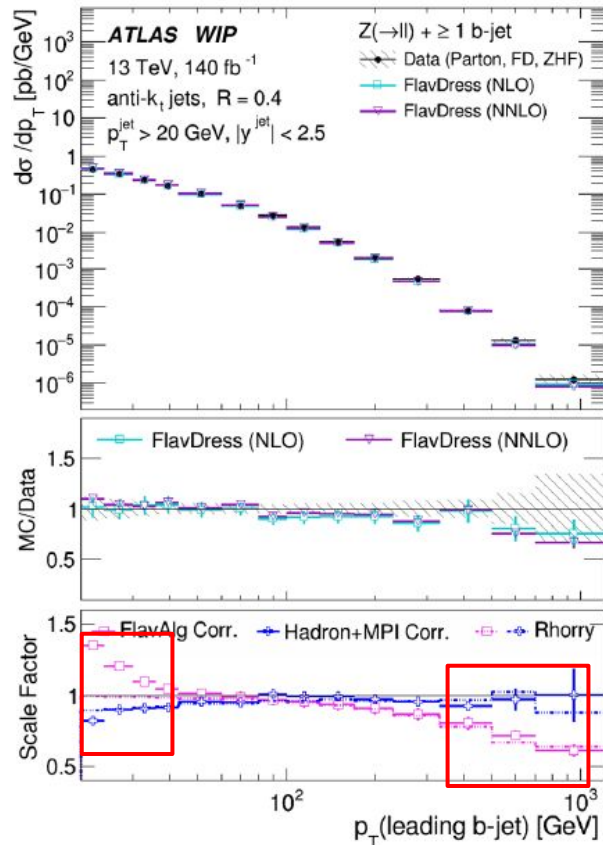 dσ/dp_T [pb/GeV]
10³
10²
10
1
10⁻¹
10⁻²
10⁻³
10⁻⁴
10⁻⁵
10⁻⁶
ATLAS WIP
13 TeV, 140 fb⁻¹
anti-k_t jets, R = 0.4
p_T^jet > 20 GeV, |y^jet| < 2.5
Z(→ll) + ≥ 1 b-jet
Data (Parton, FD, ZHF)
FlavDress (NLO)
FlavDress (NNLO)
MC/Data
1.5
1
0.5
FlavDress (NLO) FlavDress (NNLO)
Scale Factor
1.5
1
0.5
FlavAlg Corr. Hadron+MPI Corr. Rhorry
10² 10³
p_T(leading b-jet) [GeV]